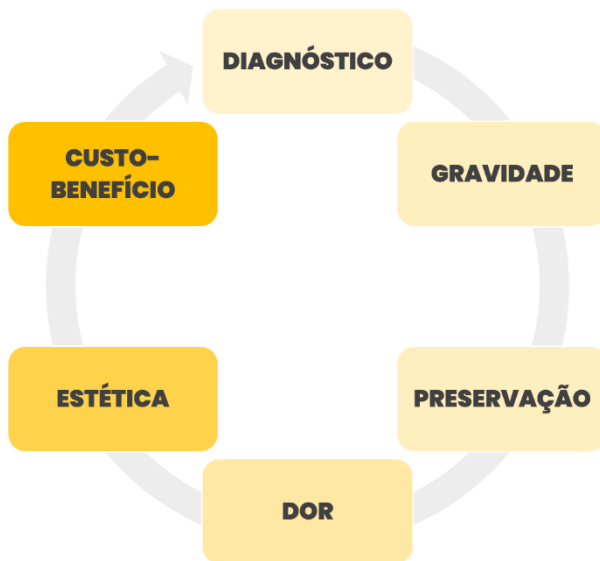 DIAGNÓSTICO
GRAVIDADE
PRESERVAÇÃO
DOR
ESTÉTICA
CUSTO-
BENEFÍCIO